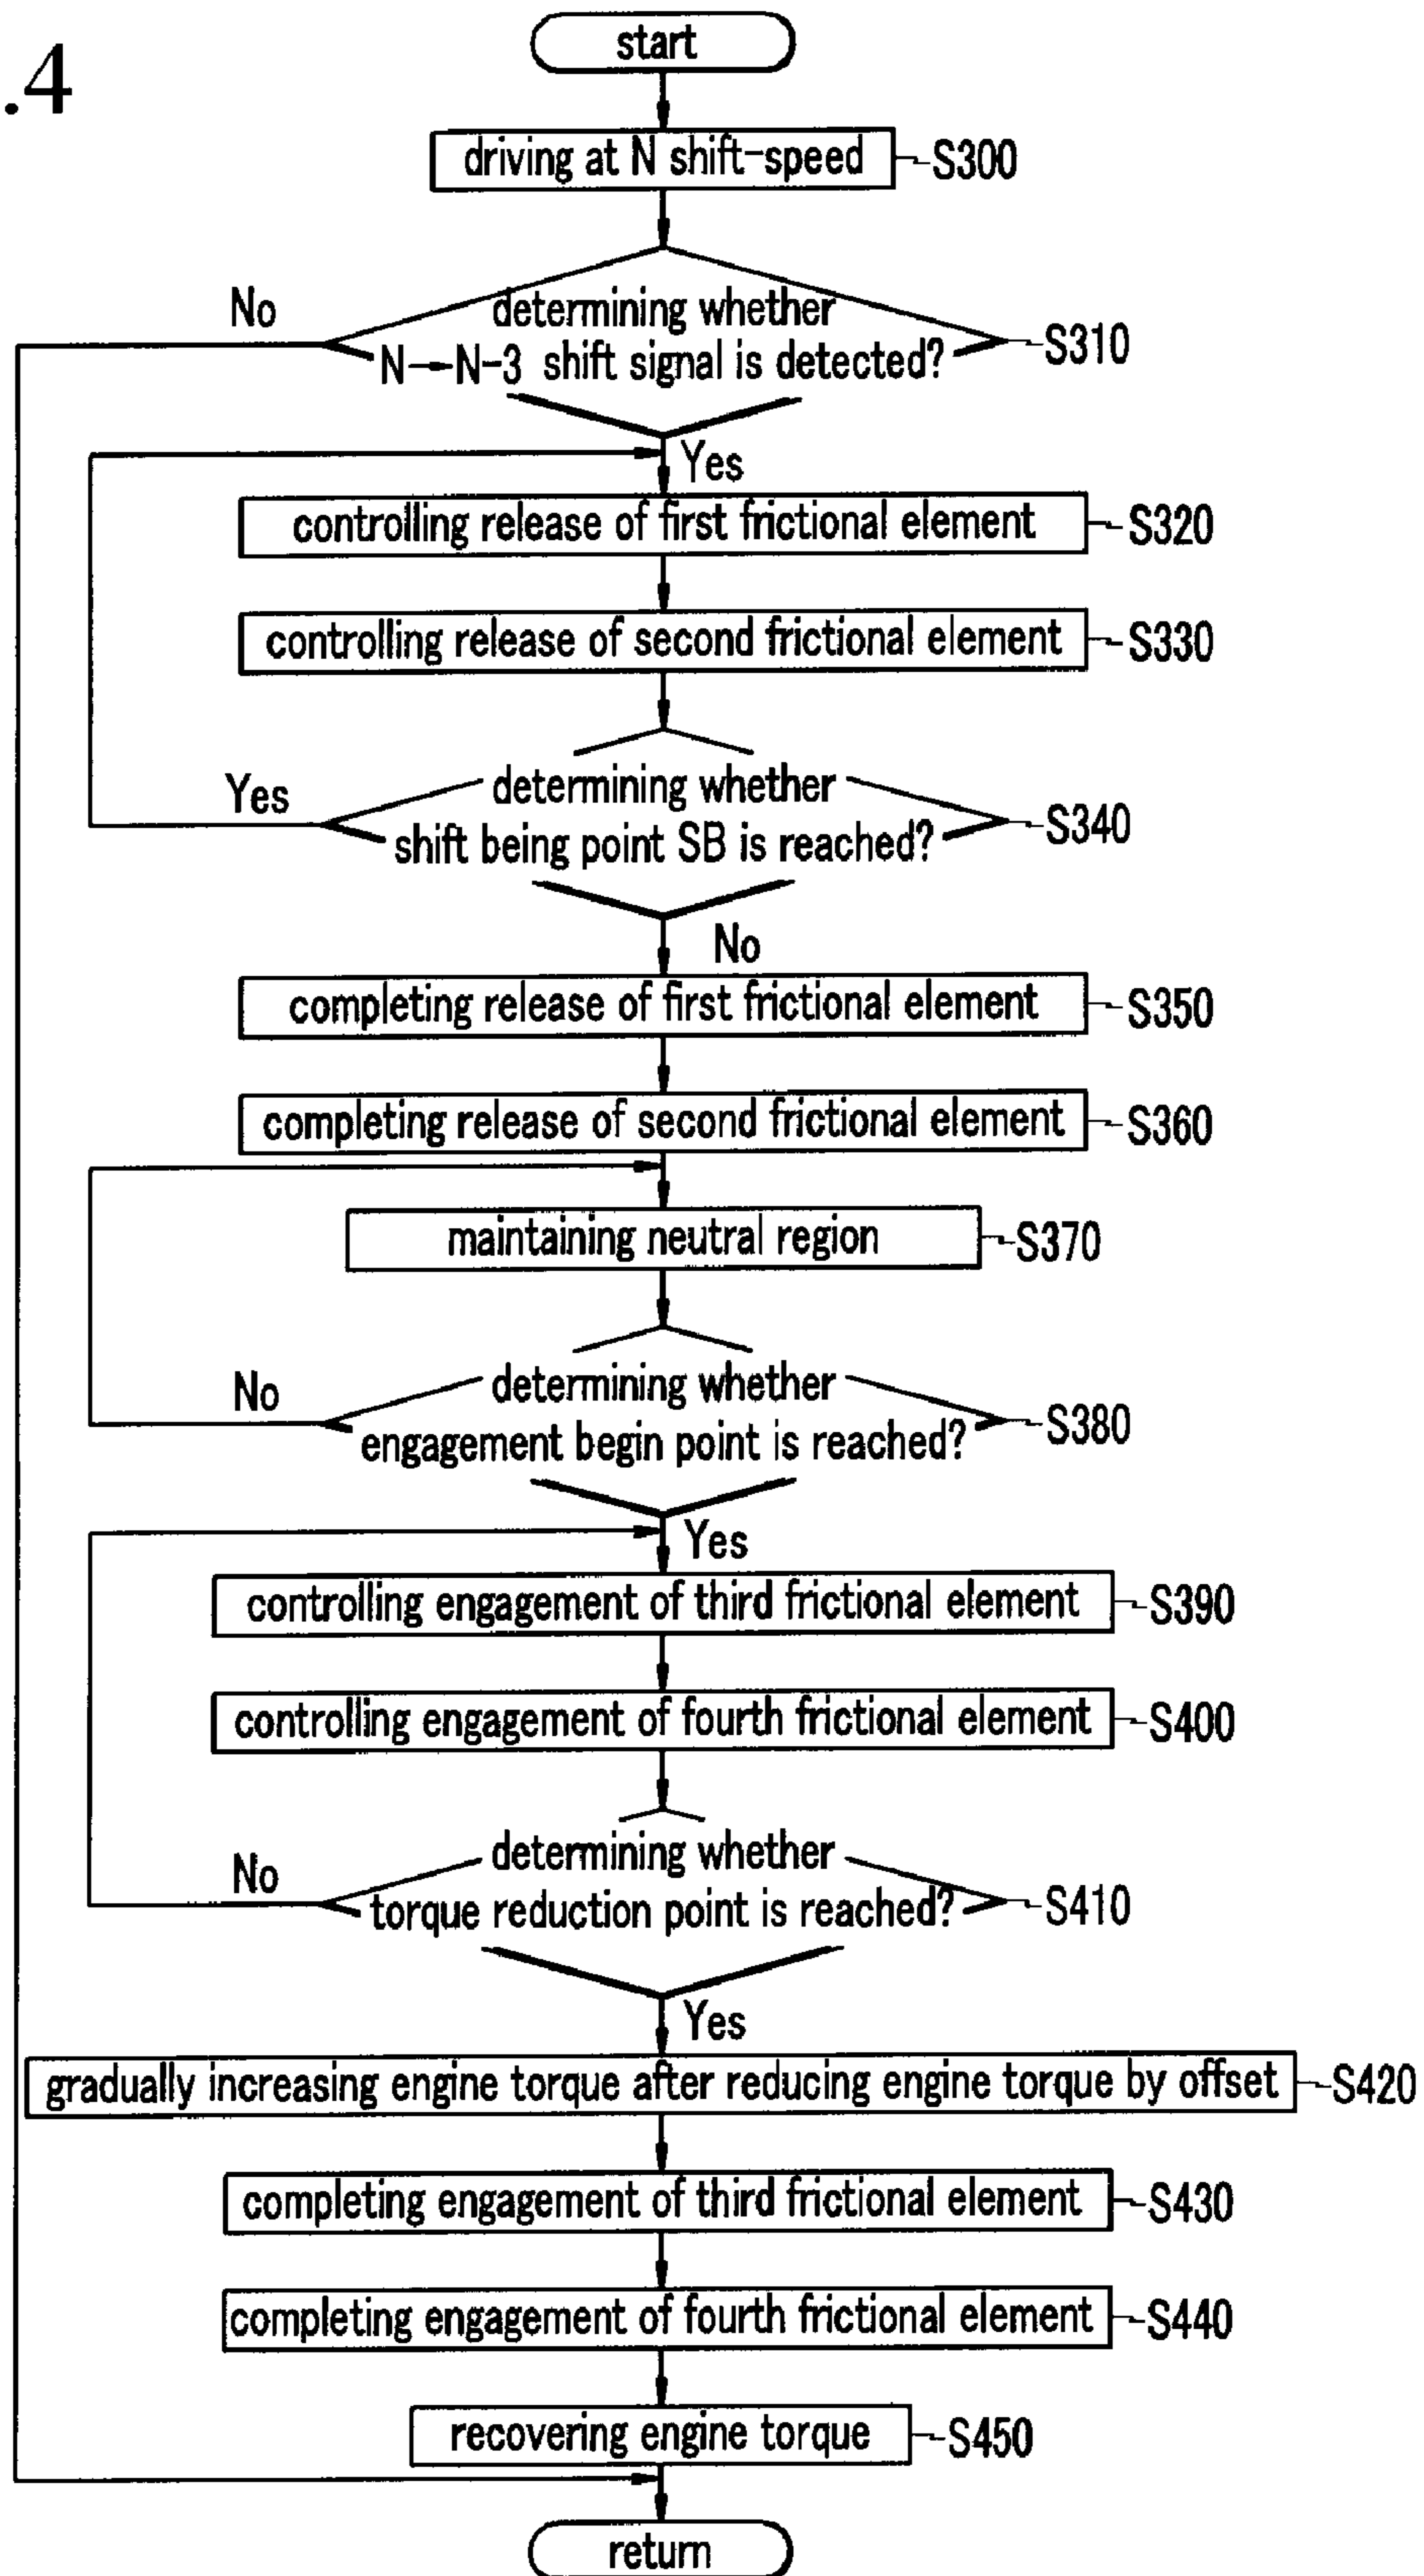 .4
start
driving at N shift-speed
S300
No
determining whether
N→N-3 shift signal is detected?
S310
Yes
controlling release of first frictional element
S320
controlling release of second frictional element
S330
Yes
determining whether
shift being point SB is reached?
S340
No
completing release of first frictional element
S350
completing release of second frictional element
S360
maintaining neutral region
S370
No
determining whether
engagement begin point is reached?
S380
Yes
controlling engagement of third frictional element
S390
controlling engagement of fourth frictional element
S400
No
determining whether
torque reduction point is reached?
S410
Yes
gradually increasing engine torque after reducing engine torque by offset
S420
completing engagement of third frictional element
S430
completing engagement of fourth frictional element
S440
recovering engine torque
S450
return